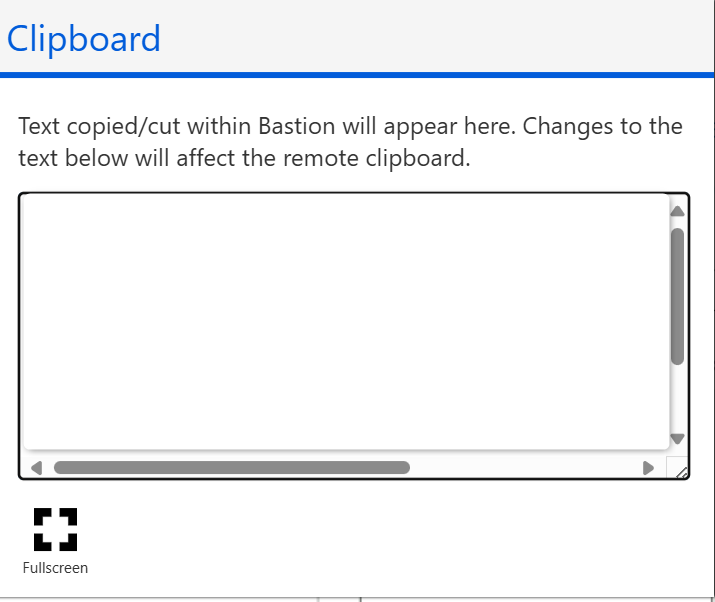 Clipboard
Text copied/cut within Bastion will appear here. Changes to the
text below will affect the remote clipboard.
Fullscreen